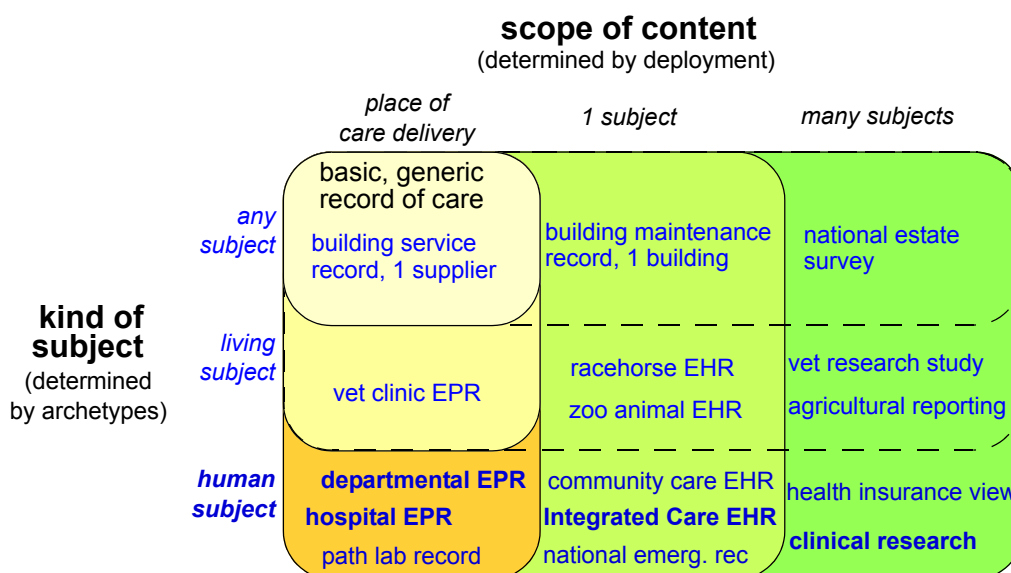 scope of content
(determined by deployment)
place of
care delivery
1 subject
many subjects
basic, generic
record of care
any
subject
building service
record, 1 supplier
building maintenance
record, 1 building
national estate
survey
kind of
subject
(determined
by archetypes)
living
subject
vet clinic EPR
racehorse EHR
zoo animal EHR
vet research study
agricultural reporting
human
subject
departmental EPR
hospital EPR
path lab record
community care EHR
Integrated Care EHR
national emerg. rec
health insurance view
clinical research